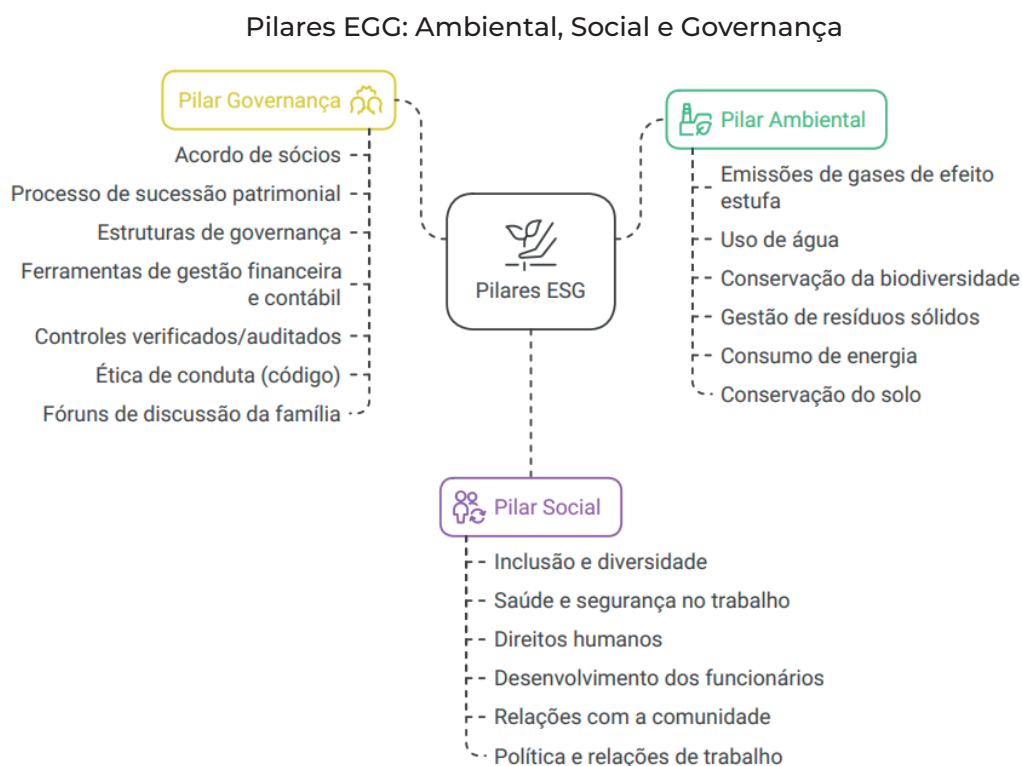 Pilares EGG: Ambiental, Social e Governança
Pilar Governança
Acordo de sócios
Processo de sucessão patrimonial
Estruturas de governança
Ferramentas de gestão financeira
e contábil
Controles verificados/auditados
Ética de conduta (código)
Fóruns de discussão da família
Pilares ESG
Pilar Ambiental
Emissões de gases de efeito
estufa
Uso de água
Conservação da biodiversidade
Gestão de resíduos sólidos
Consumo de energia
Conservação do solo
Pilar Social
Inclusão e diversidade
Saúde e segurança no trabalho
Direitos humanos
Desenvolvimento dos funcionários
Relações com a comunidade
Política e relações de trabalho